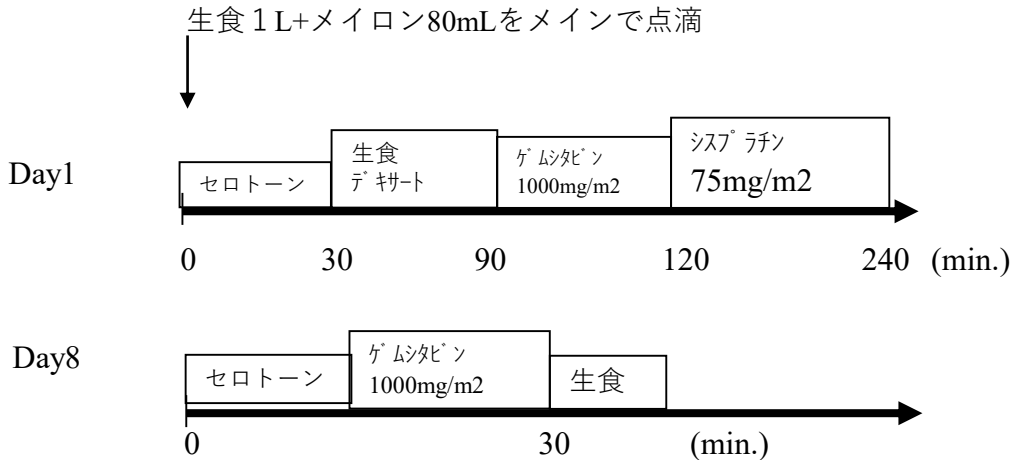 生食１L+メイロン80mLをメインで点滴
Day1
セロトーン
生食
ﾃﾞｷｻｰﾄ
ｹﾞﾑｼﾀﾋﾞﾝ
1000mg/m2
ｼｽﾌﾟﾗﾁﾝ
75mg/m2
0 30 90 120 240 (min.)
Day8
セロトーン
ｹﾞﾑｼﾀﾋﾞﾝ
1000mg/m2
生食
0 30 (min.)